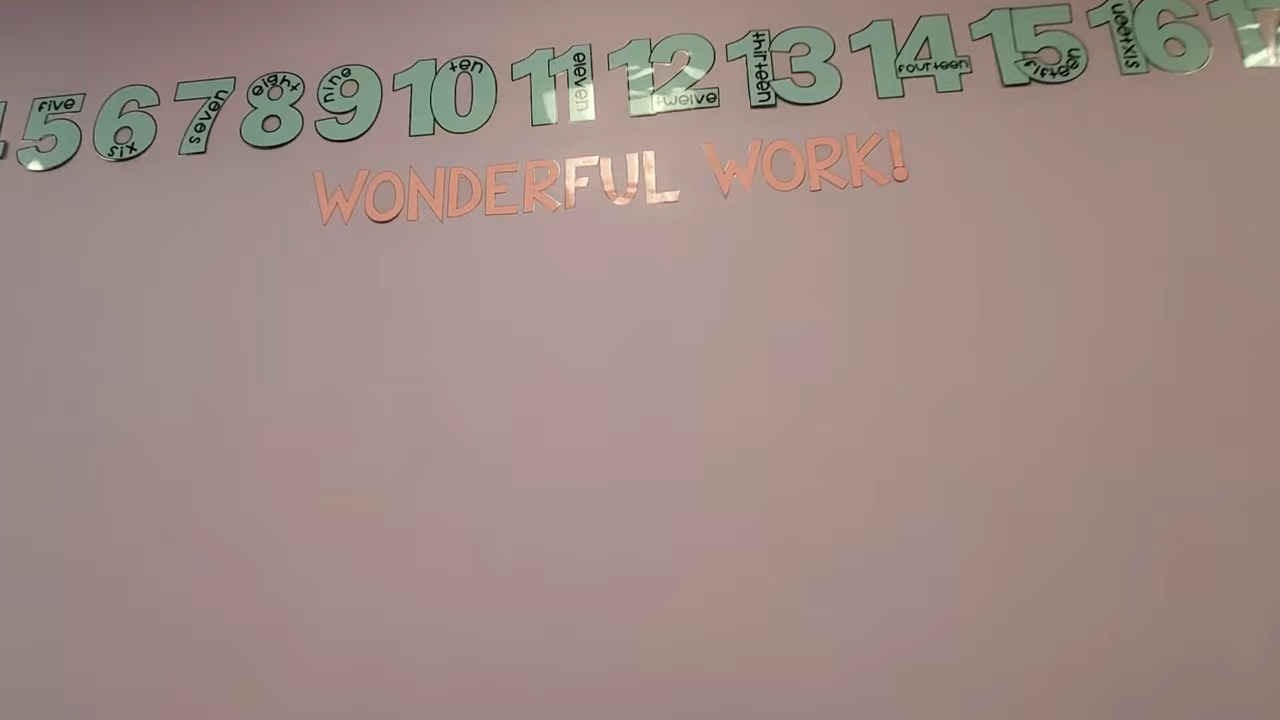 5 6 7 8 9 10 11 12 13 14 15 16
five six seven eight nine ten eleven twelve thirteen fourteen fifteen sixteen
WONDERFUL WORK!